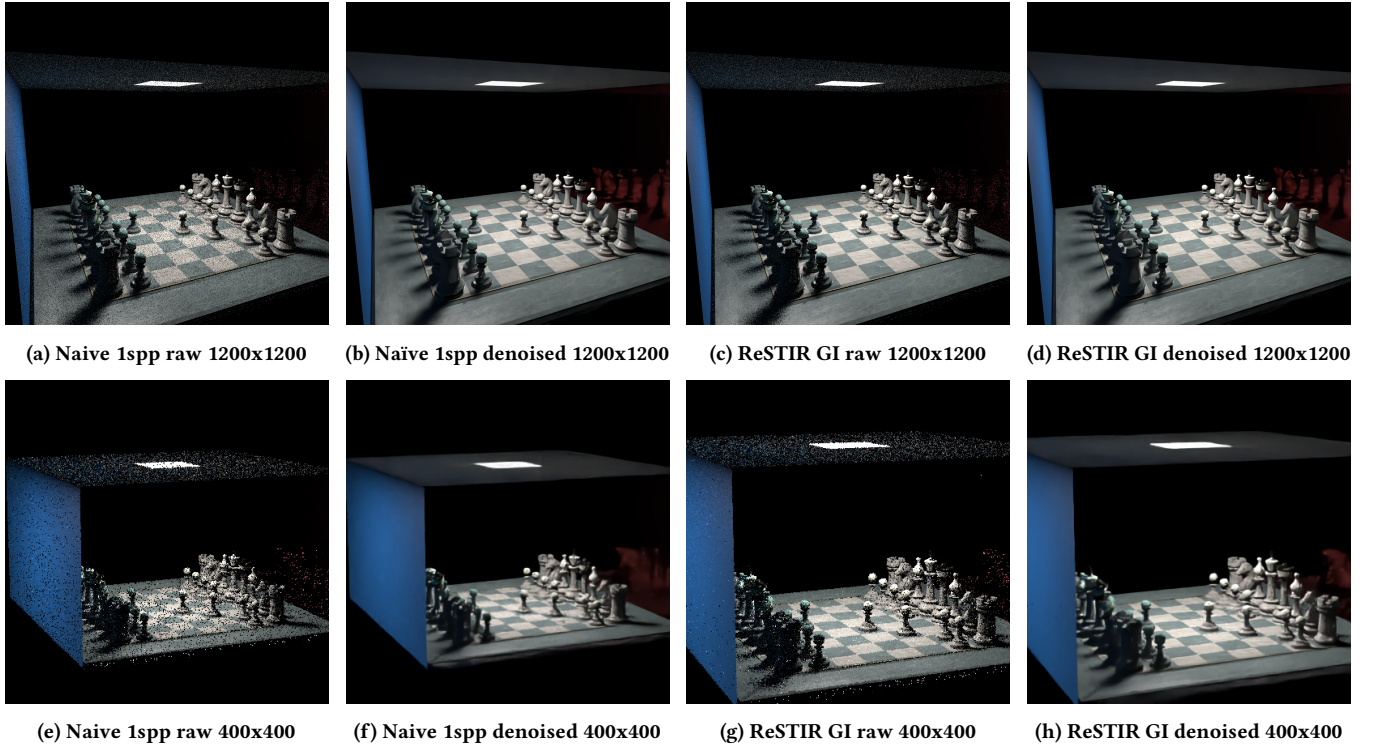 (a) Naive 1spp raw 1200x1200
(b) Naïve 1spp denoised 1200x1200
(c) ReSTIR GI raw 1200x1200
(d) ReSTIR GI denoised 1200x1200
(e) Naive 1spp raw 400x400
(f) Naive 1spp denoised 400x400
(g) ReSTIR GI raw 400x400
(h) ReSTIR GI denoised 400x400